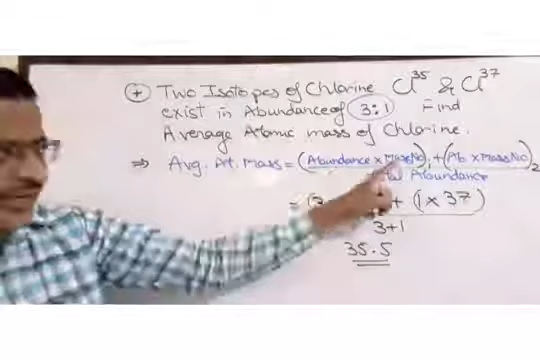 + Two Isotopes of Chlorine Cl³⁵ & Cl³⁷
exist in Abundance of 3:1 Find
Average Atomic mass of Chlorine.
⇒ Avg. At. Mass = (Abundance × Mass No)₁ + (Ab × Mass No)₂
Abundance
= + (1 × 37)
3+1
35.5